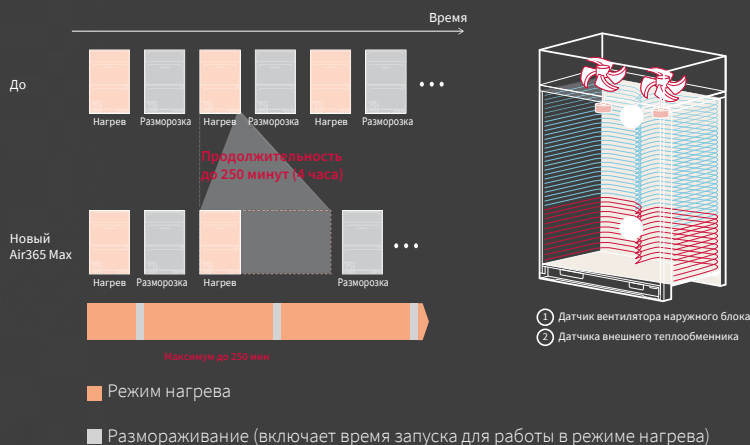 Время
До
Нагрев Разморозка Нагрев Разморозка Нагрев Разморозка
Продолжительность
до 250 минут (4 часа)
Новый
Air365 Max
Нагрев Разморозка Нагрев Разморозка
Максимум до 250 мин
Режим нагрева
Размораживание (включает время запуска для работы в режиме нагрева)
1 Датчик вентилятора наружного блока
2 Датчика внешнего теплообменника